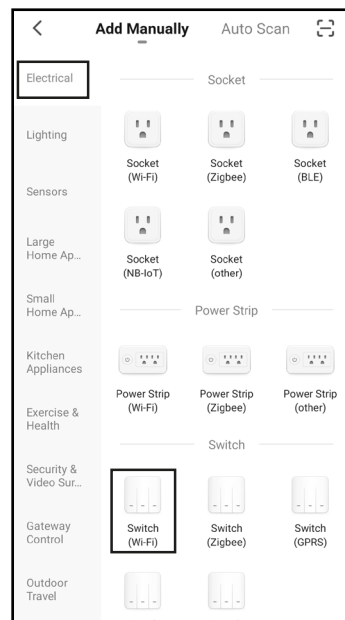 Add Manually Auto Scan
Electrical
Lighting
Sensors
Large
Home Ap...
Small
Home Ap...
Kitchen
Appliances
Exercise &
Health
Security &
Video Sur...
Gateway
Control
Outdoor
Travel
Socket
Socket Socket Socket
(Wi-Fi) (Zigbee) (BLE)
Socket Socket
(NB-IoT) (other)
Power Strip
Power Strip Power Strip Power Strip
(Wi-Fi) (Zigbee) (other)
Switch
Switch Switch Switch
(Wi-Fi) (Zigbee) (GPRS)